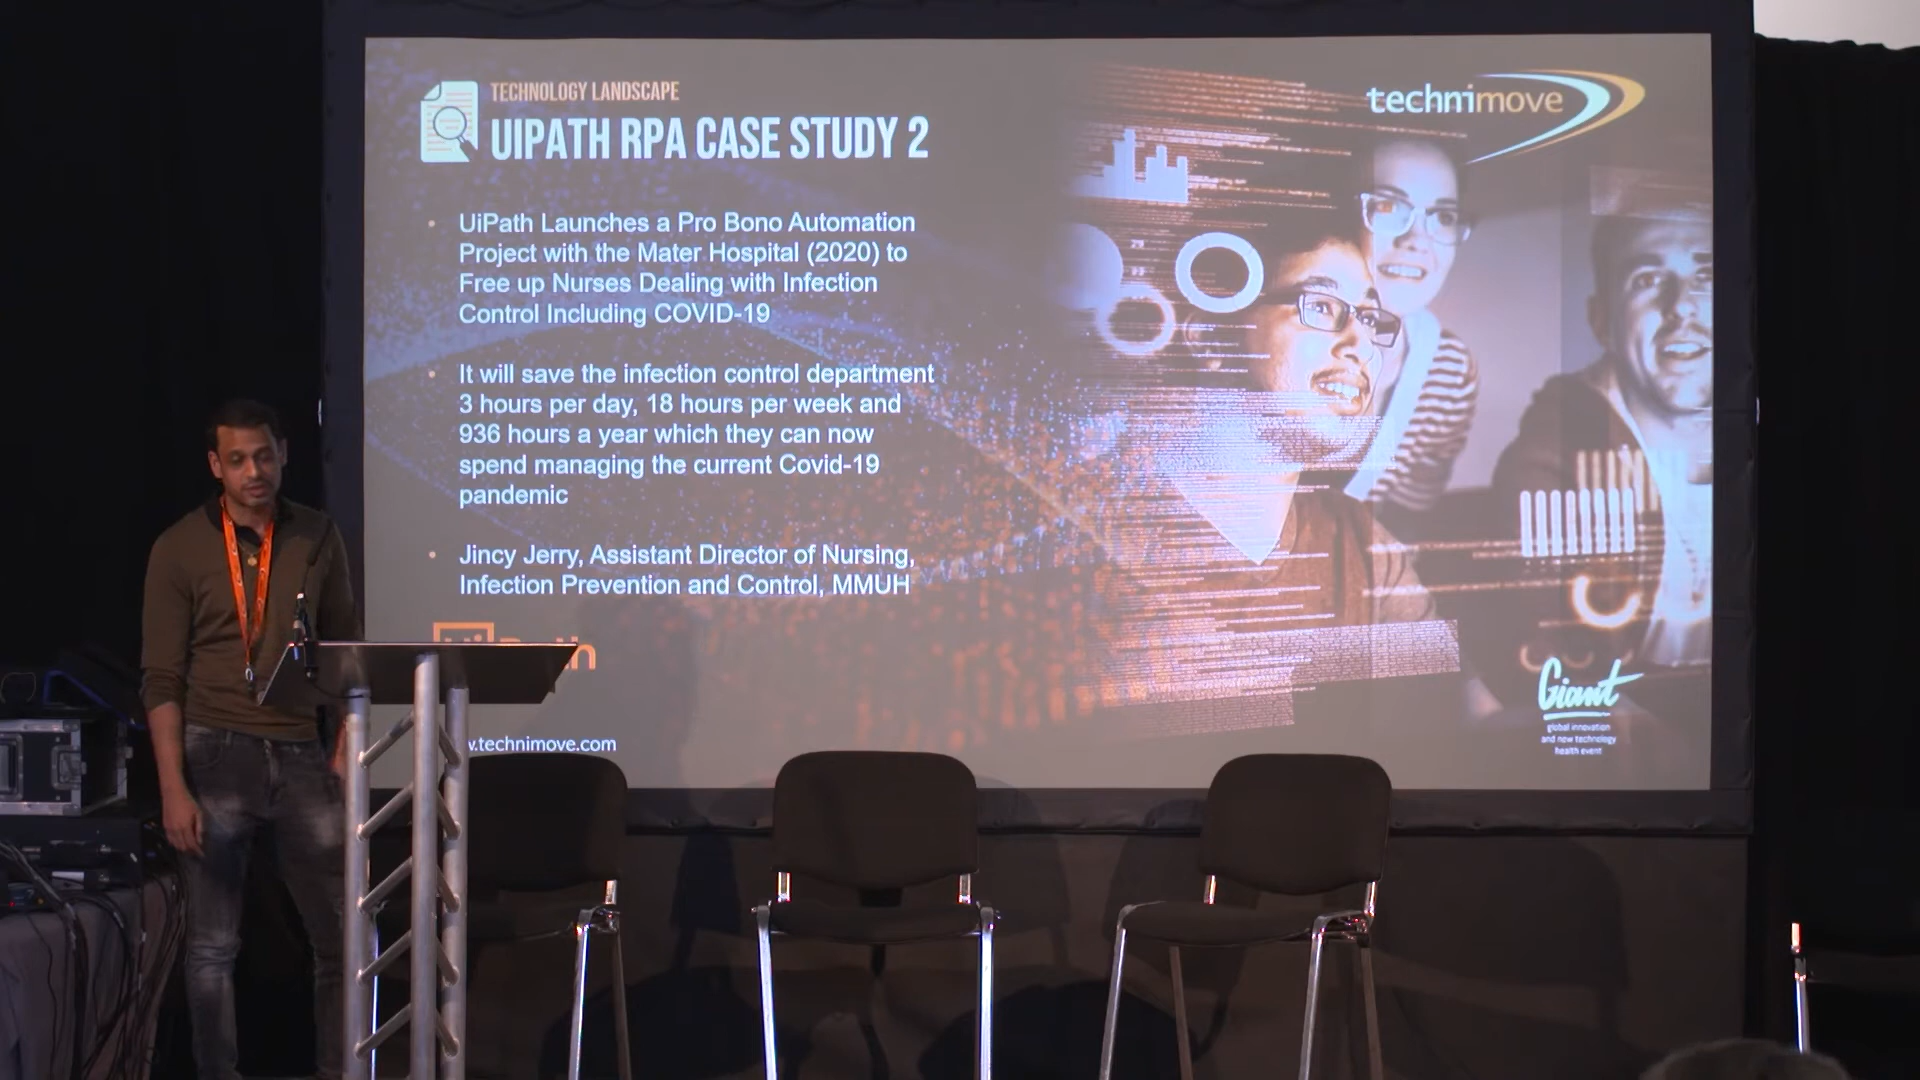 TECHNOLOGY LANDSCAPE
UIPATH RPA CASE STUDY 2
technimove
• UiPath Launches a Pro Bono Automation
Project with the Mater Hospital (2020) to
Free up Nurses Dealing with Infection
Control Including COVID-19
• It will save the infection control department
3 hours per day, 18 hours per week and
936 hours a year which they can now
spend managing the current Covid-19
pandemic
• Jincy Jerry, Assistant Director of Nursing,
Infection Prevention and Control, MMUH
.technimove.com
Giant
global innovation
and new technology
health event